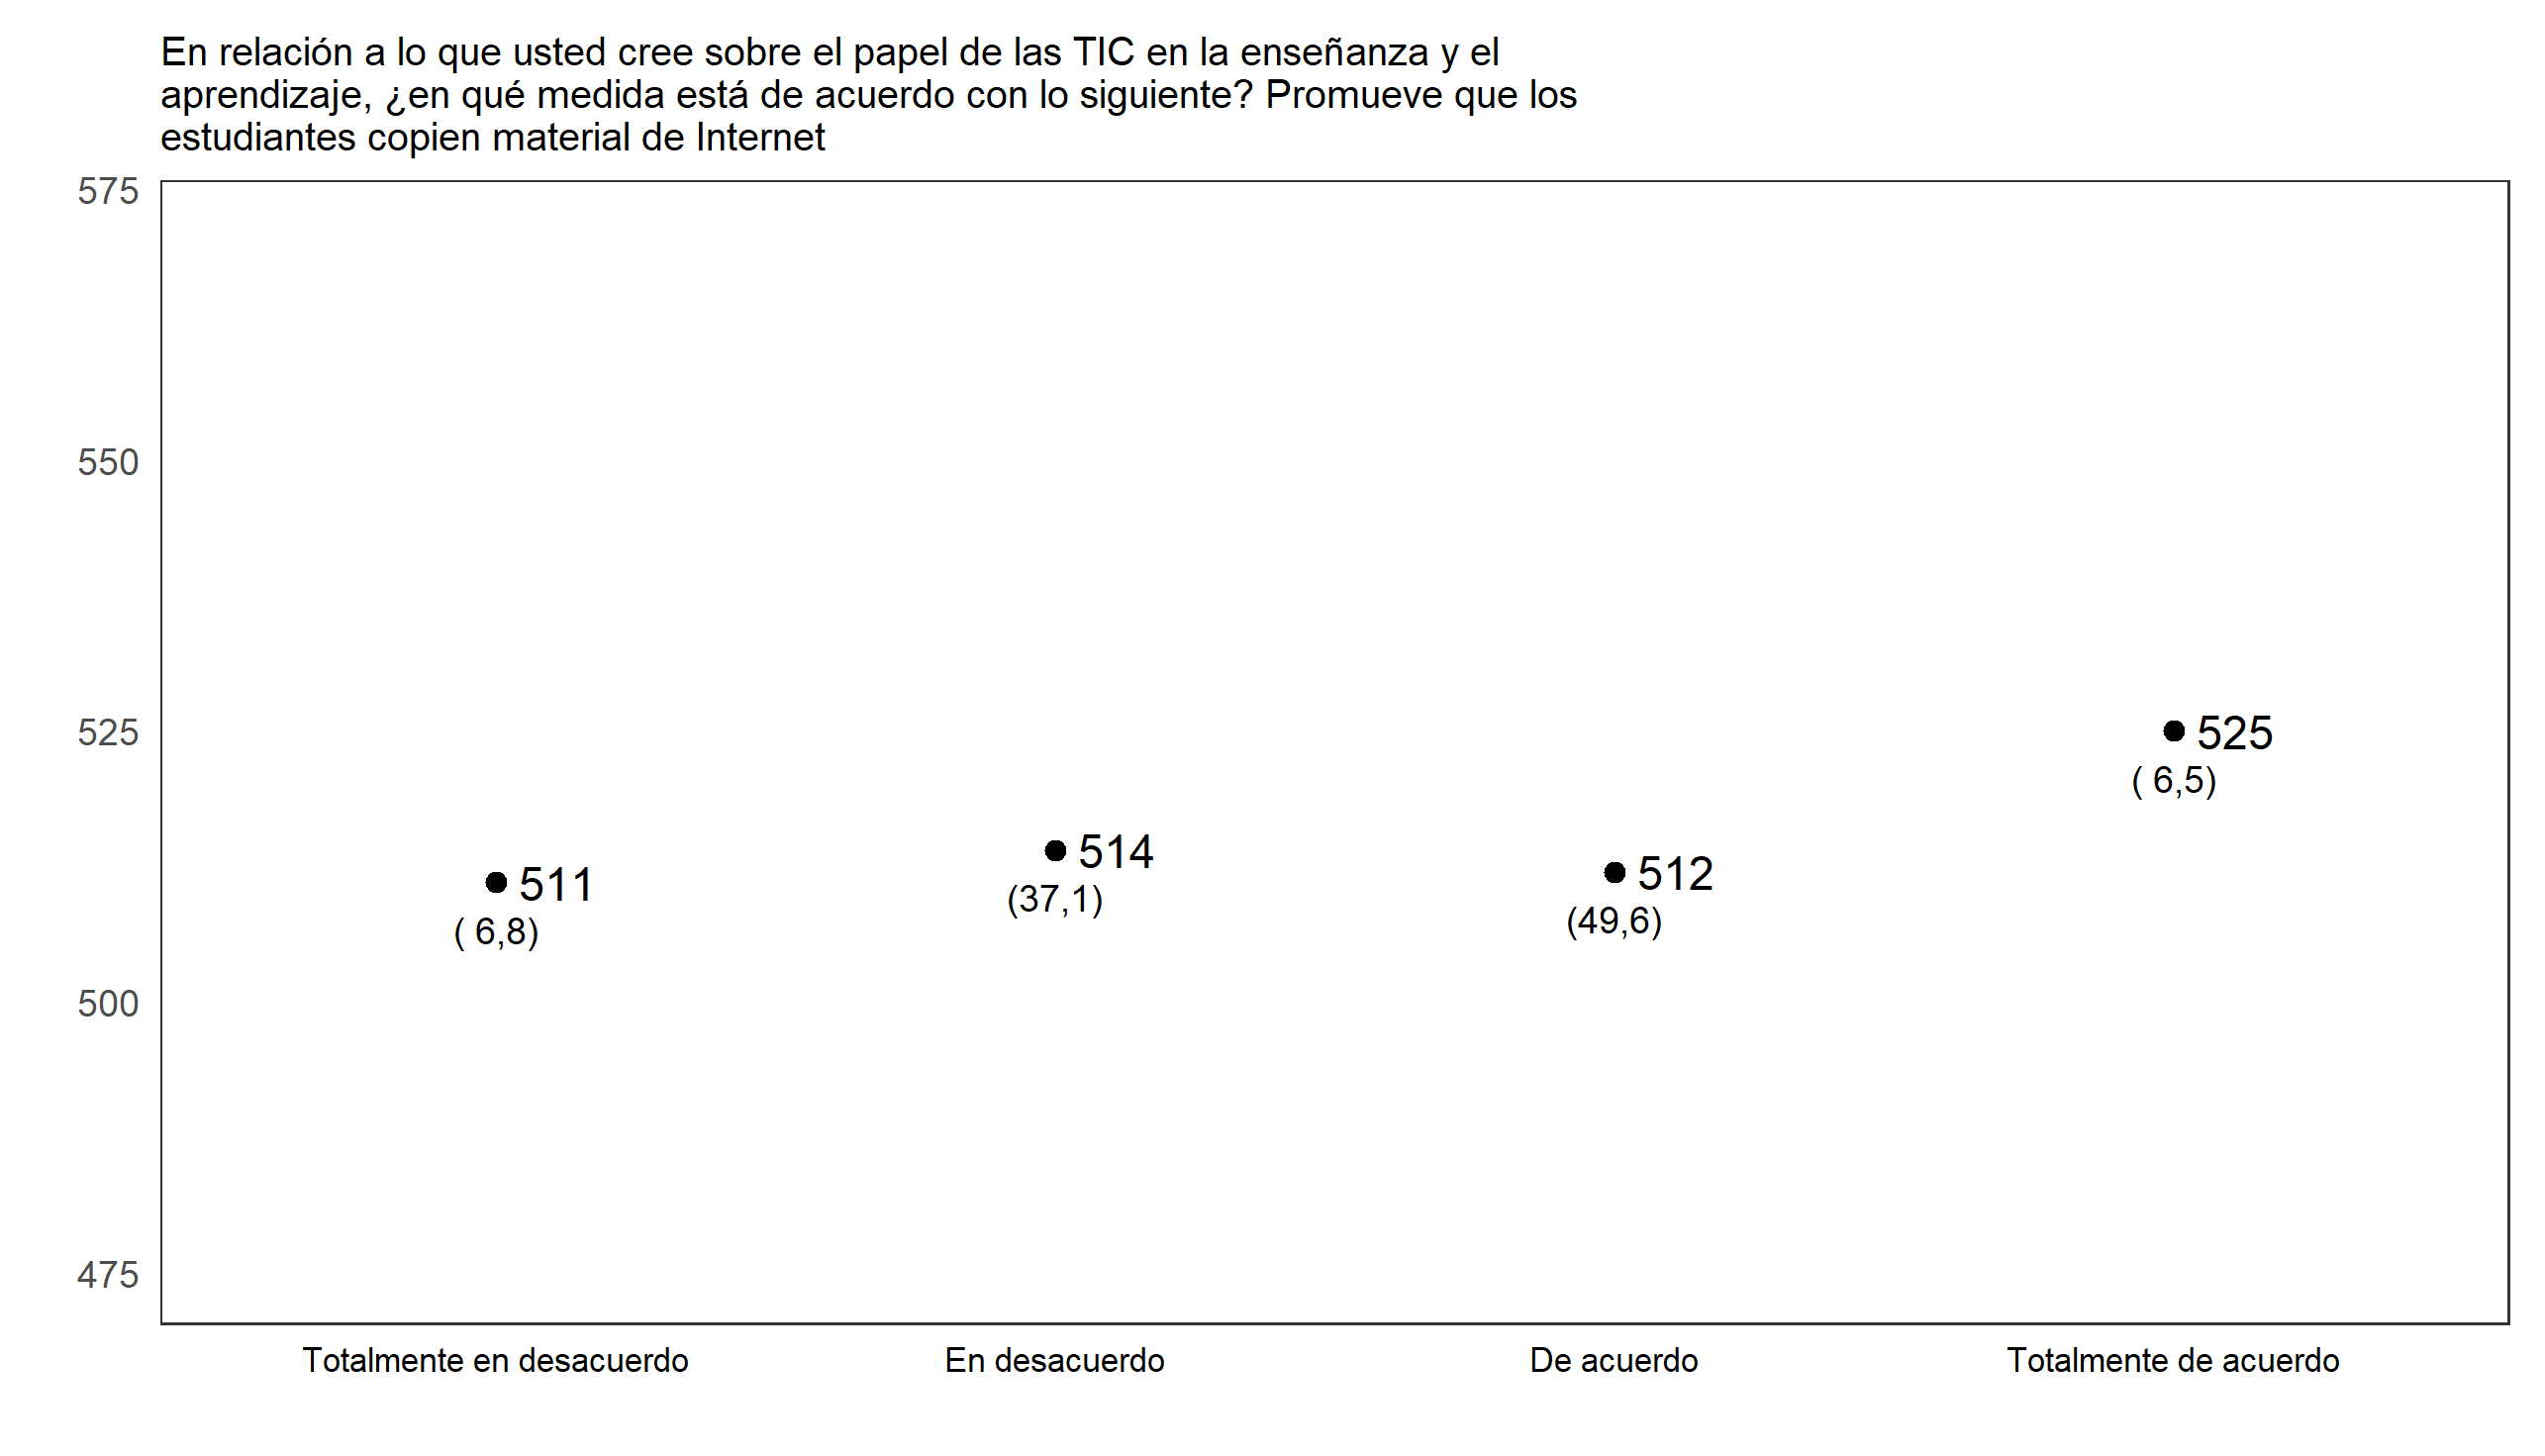 En relación a lo que usted cree sobre el papel de las TIC en la enseñanza y el
aprendizaje, ¿en qué medida está de acuerdo con lo siguiente? Promueve que los
estudiantes copien material de Internet
575
550
525
500
475
511
( 6,8)
514
(37,1)
512
(49,6)
525
( 6,5)
Totalmente en desacuerdo
En desacuerdo
De acuerdo
Totalmente de acuerdo